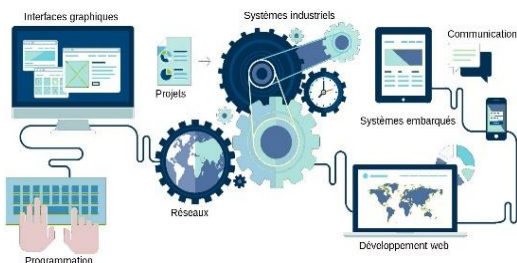 Interfaces graphiques
Systèmes industriels
Communication
Projets
Systèmes embarqués
Réseaux
Développement web
Programmation